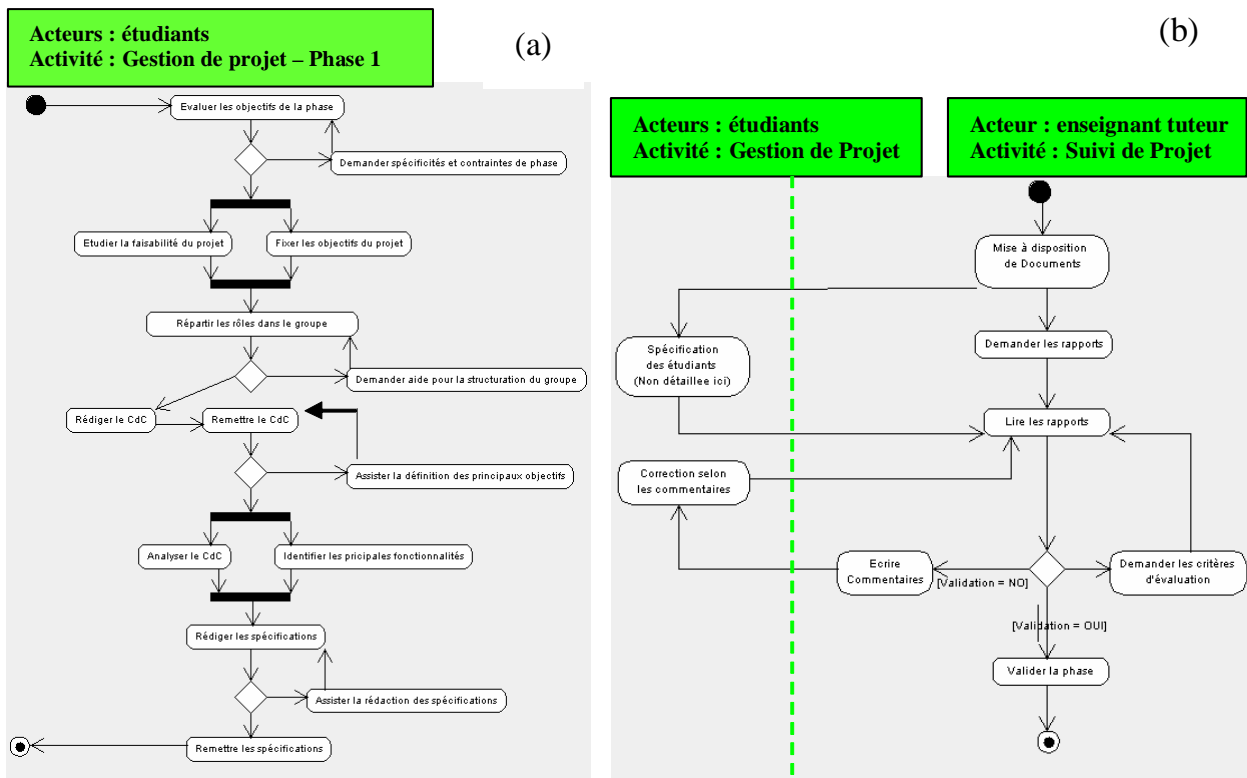 Acteurs : étudiants
Activité : Gestion de projet – Phase 1
(a)
Evaluer les objectifs de la phase
Demander spécificités et contraintes de phase
Etudier la faisabilité du projet
Fixer les objectifs du projet
Répartir les rôles dans le groupe
Demander aide pour la structuration du groupe
Rédiger le CdC
Remettre le CdC
Assister la définition des principaux objectifs
Analyser le CdC
Identifier les pricipales fonctionnalités
Rédiger les spécifications
Assister la rédaction des spécifications
Remettre les spécifications
(b)
Acteurs : étudiants
Activité : Gestion de Projet
Acteur : enseignant tuteur
Activité : Suivi de Projet
Mise à disposition
de Documents
Spécification
des étudiants
(Non détaillee ici)
Demander les rapports
Lire les rapports
Correction selon
les commentaires
Ecrire
Commentaires
[Validation = NO]
Demander les critères
d'évaluation
[Validation = OUI]
Valider la phase